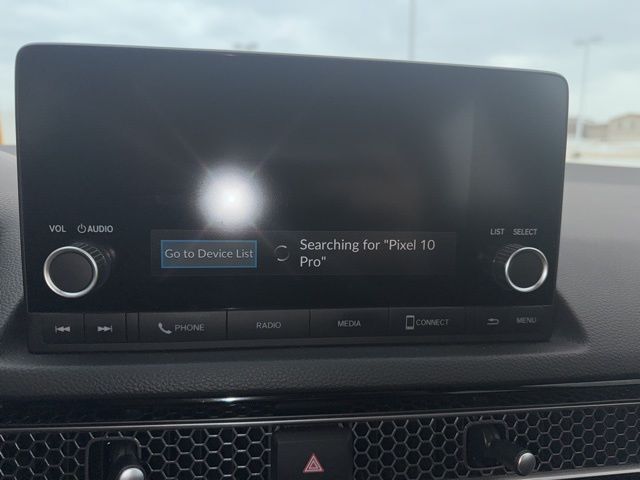 VOL AUDIO
LIST SELECT
Go to Device List
Searching for "Pixel 10
Pro"
PHONE RADIO MEDIA CONNECT MENU